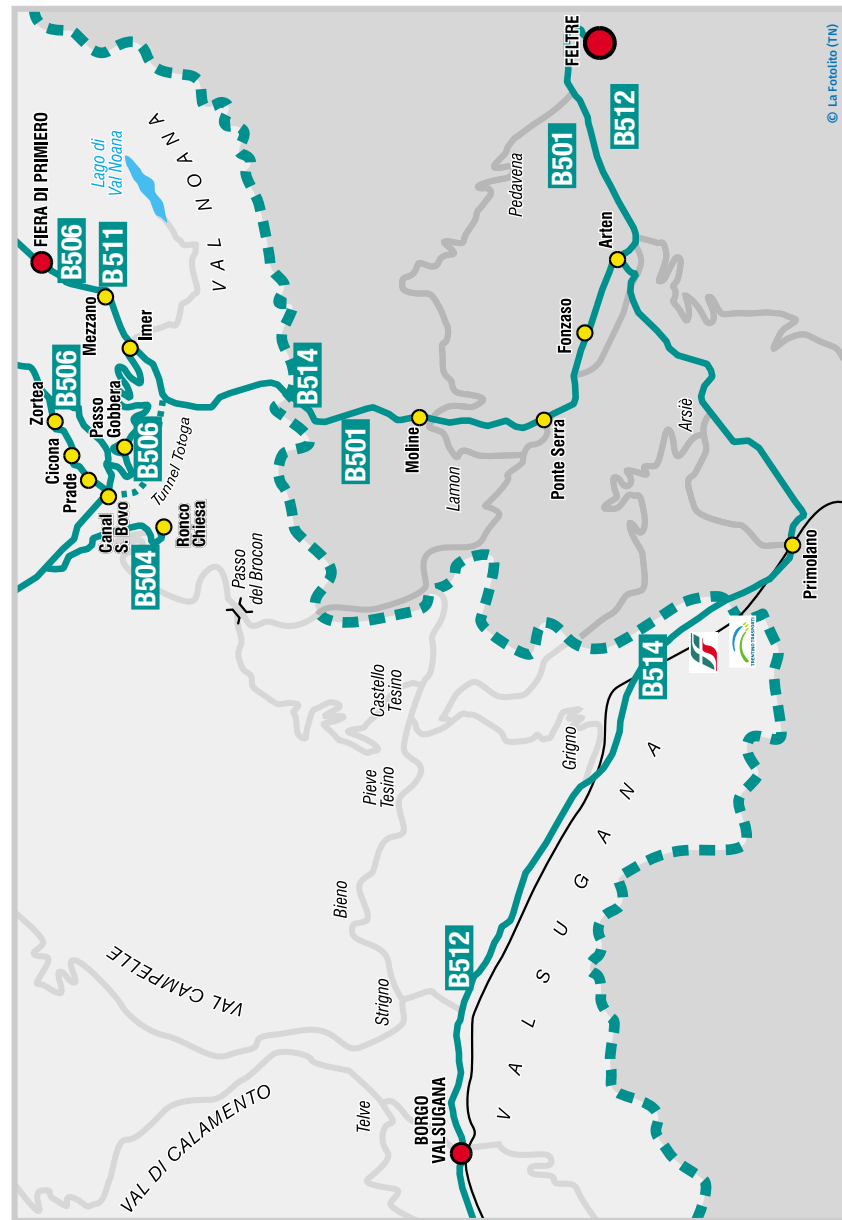 FELTRE
B512
B501
© La Fotolito (TN)
Pedavena
Arten
Fonzaso
Ponte Serra
Moline
Lamon
Arsiè
Primolano
B501
B514
FIERA DI PRIMIERO
Lago di
Val Noana
VAL NOANA
B506
B511
Mezzano
Imer
Zortea
B506
Passo
Gobbera
B506
Cicona
Prade
Tunnel Totoga
Canal
S. Bovo
Ronco
Chiesa
B504
Passo
del Brocon
Castello
Tesino
Pieve
Tesino
Grigno
B514
FS
TRENTINO TRASPORTI
VALSUGANA
Bieno
B512
VAL CAMPELLE
Strigno
Telve
VAL DI CALAMENTO
BORGO
VALSUGANA